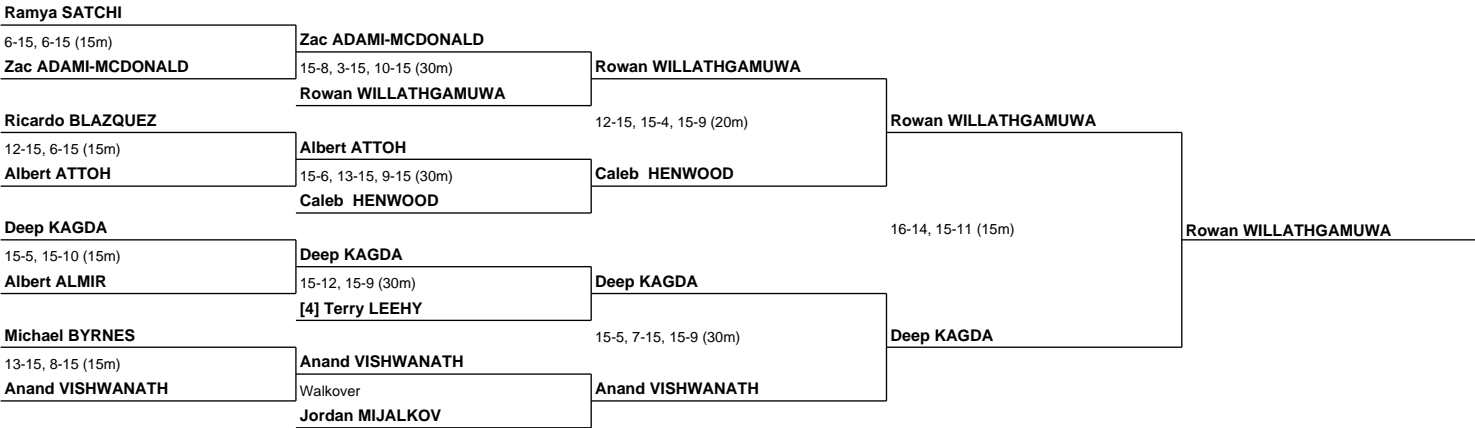 Ramya SATCHI
6-15, 6-15 (15m)
Zac ADAMI-MCDONALD
Ricardo BLAZQUEZ
12-15, 6-15 (15m)
Albert ATTOH
Deep KAGDA
15-5, 15-10 (15m)
Albert ALMIR
Michael BYRNES
13-15, 8-15 (15m)
Anand VISHWANATH
Zac ADAMI-MCDONALD
15-8, 3-15, 10-15 (30m)
Rowan WILLATHGAMUWA
Albert ATTOH
15-6, 13-15, 9-15 (30m)
Caleb  HENWOOD
Deep KAGDA
15-12, 15-9 (30m)
[4] Terry LEEHY
Anand VISHWANATH
Walkover
Jordan MIJALKOV
Rowan WILLATHGAMUWA
12-15, 15-4, 15-9 (20m)
Caleb  HENWOOD
Deep KAGDA
15-5, 7-15, 15-9 (30m)
Anand VISHWANATH
Rowan WILLATHGAMUWA
16-14, 15-11 (15m)
Deep KAGDA
Rowan WILLATHGAMUWA